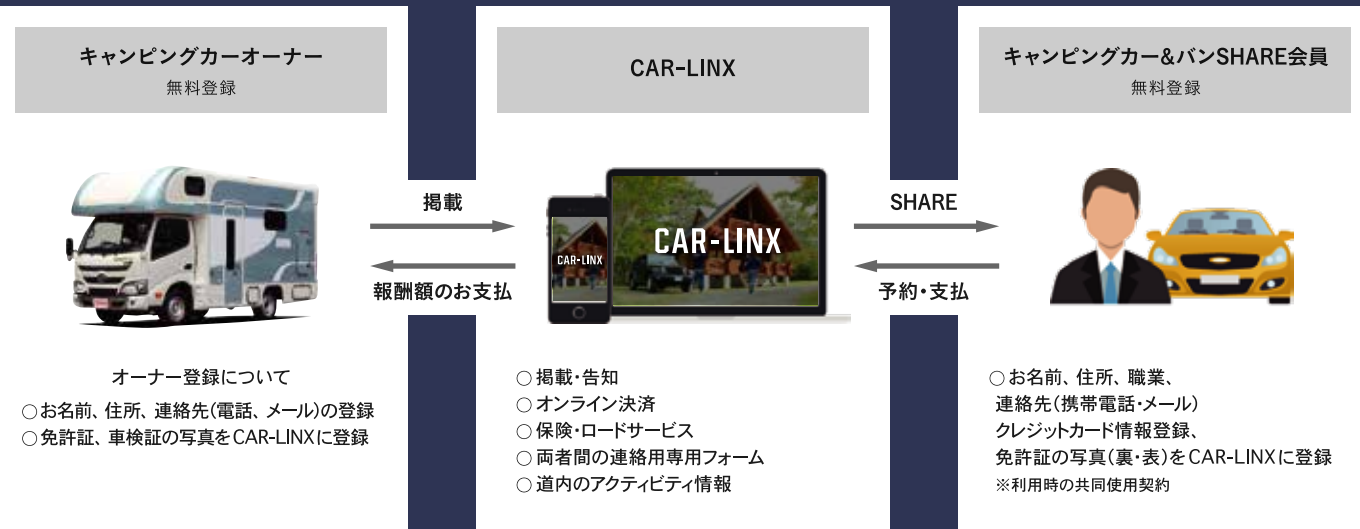 キャンピングカーオーナー
無料登録
オーナー登録について
○お名前、住所、連絡先(電話、メール)の登録
○免許証、車検証の写真をCAR-LINXに登録
掲載
報酬額のお支払
CAR-LINX
CAR-LINX
CAR-LINX
○掲載・告知
○オンライン決済
○保険・ロードサービス
○両者間の連絡用専用フォーム
○道内のアクティビティ情報
SHARE
予約・支払
キャンピングカー&バンSHARE会員
無料登録
○お名前、住所、職業、
連絡先(携帯電話・メール)
クレジットカード情報登録、
免許証の写真(裏・表)をCAR-LINXに登録
※利用時の共同使用契約